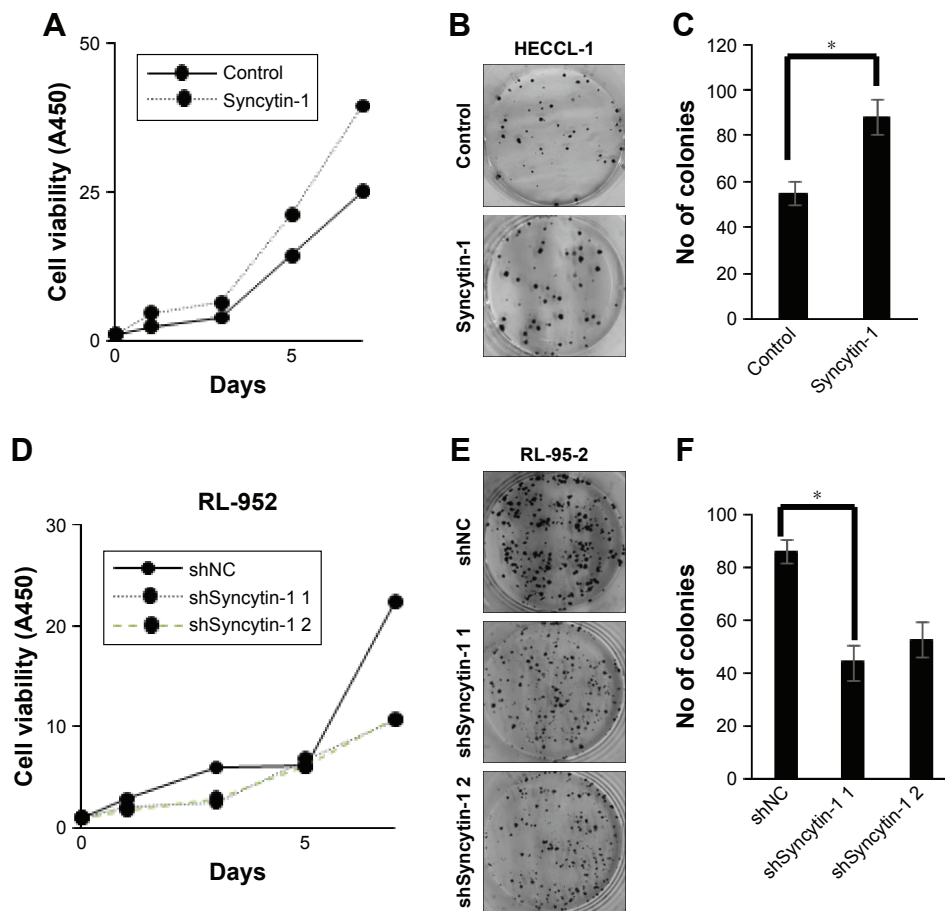 A
50
25
0
0
5
Cell viability (A450)
Days
Control
Syncytin-1
B
HECCL-1
Control
Syncytin-1
C
120
100
80
60
40
20
0
No of colonies
*
Control
Syncytin-1
D
RL-952
30
20
10
0
0
5
Cell viability (A450)
Days
shNC
shSyncytin-1 1
shSyncytin-1 2
E
RL-95-2
shNC
shSyncytin-1 1
shSyncytin-1 2
F
100
80
60
40
20
0
No of colonies
*
shNC
shSyncytin-1 1
shSyncytin-1 2